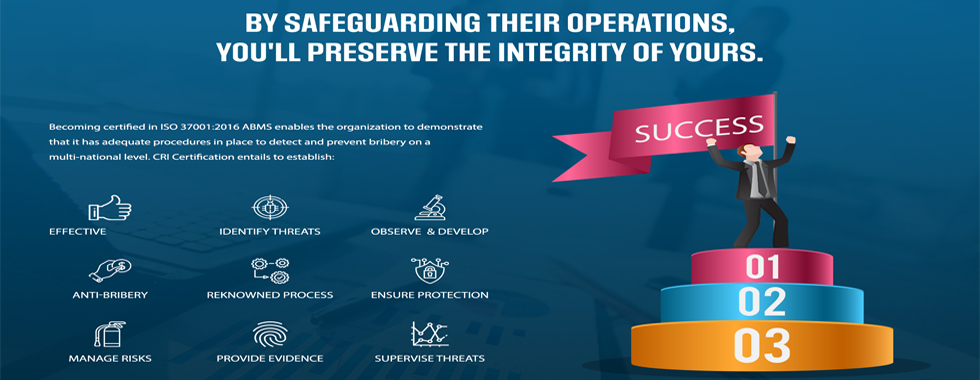 BY SAFEGUARDING THEIR OPERATIONS,
YOU'LL PRESERVE THE INTEGRITY OF YOURS.
Becoming certified in ISO 37001:2016 ABMS enables the organization to demonstrate
that it has adequate procedures in place to detect and prevent bribery on a
multi-national level. CRI Certification entails to establish:
EFFECTIVE
IDENTIFY THREATS
OBSERVE & DEVELOP
ANTI-BRIBERY
REKNOWNED PROCESS
ENSURE PROTECTION
MANAGE RISKS
PROVIDE EVIDENCE
SUPERVISE THREATS
SUCCESS
01
02
03